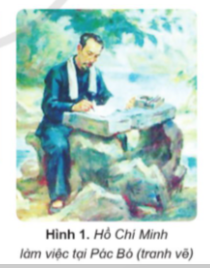 Hình 1. Hồ Chí Minh
làm việc tại Pác Bó (tranh vẽ)